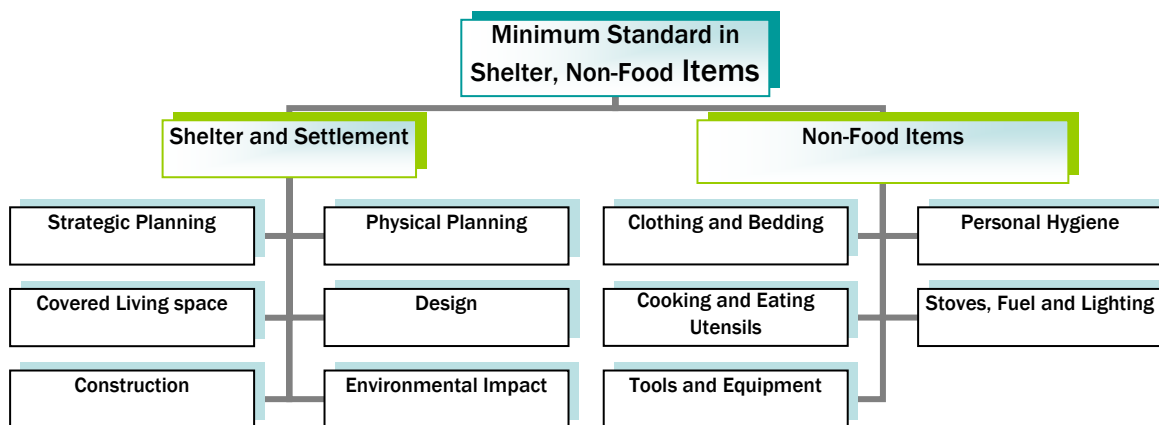 Minimum Standard in
Shelter, Non-Food Items
Shelter and Settlement
Non-Food Items
Strategic Planning
Physical Planning
Clothing and Bedding
Personal Hygiene
Covered Living space
Design
Cooking and Eating
Utensils
Stoves, Fuel and Lighting
Construction
Environmental Impact
Tools and Equipment